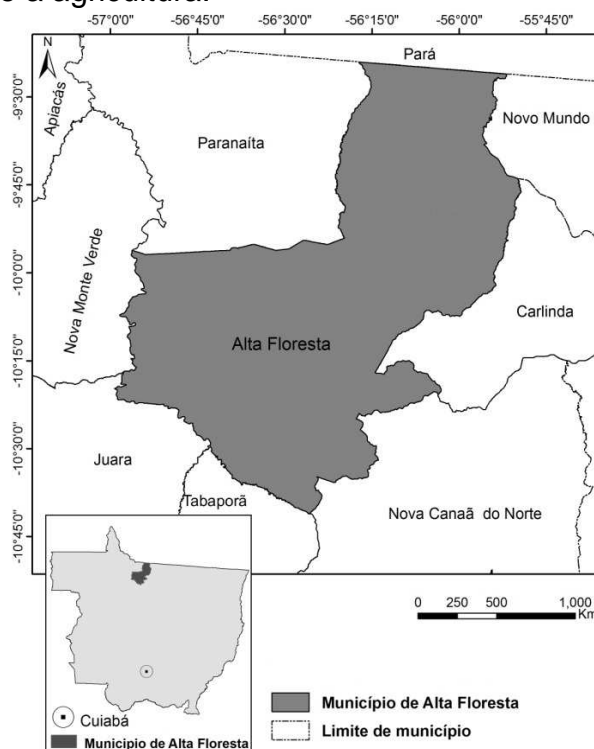 e a agricultura.
-57°0'0" -56°45'0" -56°30'0" -56°15'0" -56°0'0" -55°45'0"
N
Pará
-9°30'0"
Apiacás
Novo Mundo
Paranaíta
-9°45'0"
-10°0'0"
Nova Monte Verde
Carlinda
Alta Floresta
-10°15'0"
-10°30'0"
Juara
Tabaporã
Nova Canaã do Norte
-10°45'0"
0 250 500 1,000
Km
Município de Alta Floresta
Cuiabá
Limite de município
Município de Alta Floresta